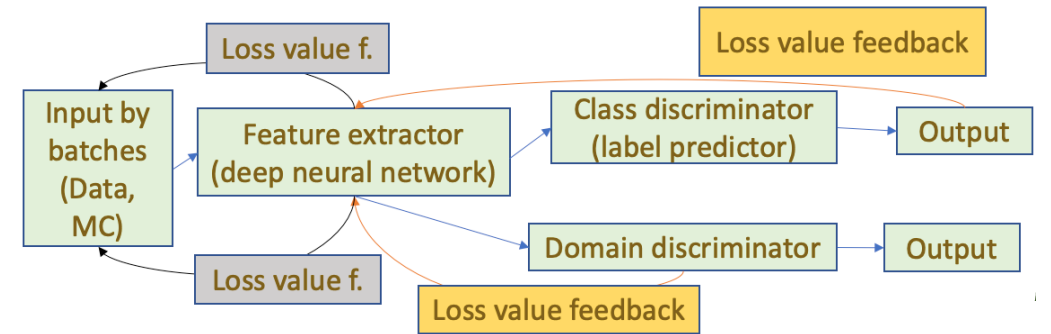 Loss value f.
Loss value feedback
Input by
batches
(Data,
MC)
Feature extractor
(deep neural network)
Class discriminator
(label predictor)
Output
Domain discriminator
Output
Loss value f.
Loss value feedback